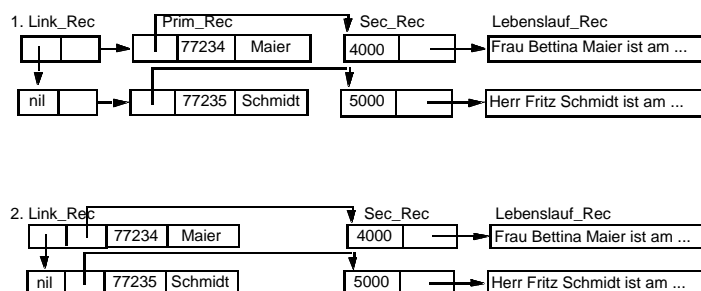 1. Link_Rec Prim_Rec Sec_Rec Lebenslauf_Rec
77234 Maier 4000 Frau Bettina Maier ist am ...
nil 77235 Schmidt 5000 Herr Fritz Schmidt ist am ...
2. Link_Rec Sec_Rec Lebenslauf_Rec
77234 Maier 4000 Frau Bettina Maier ist am ...
nil 77235 Schmidt 5000 Herr Fritz Schmidt ist am ...